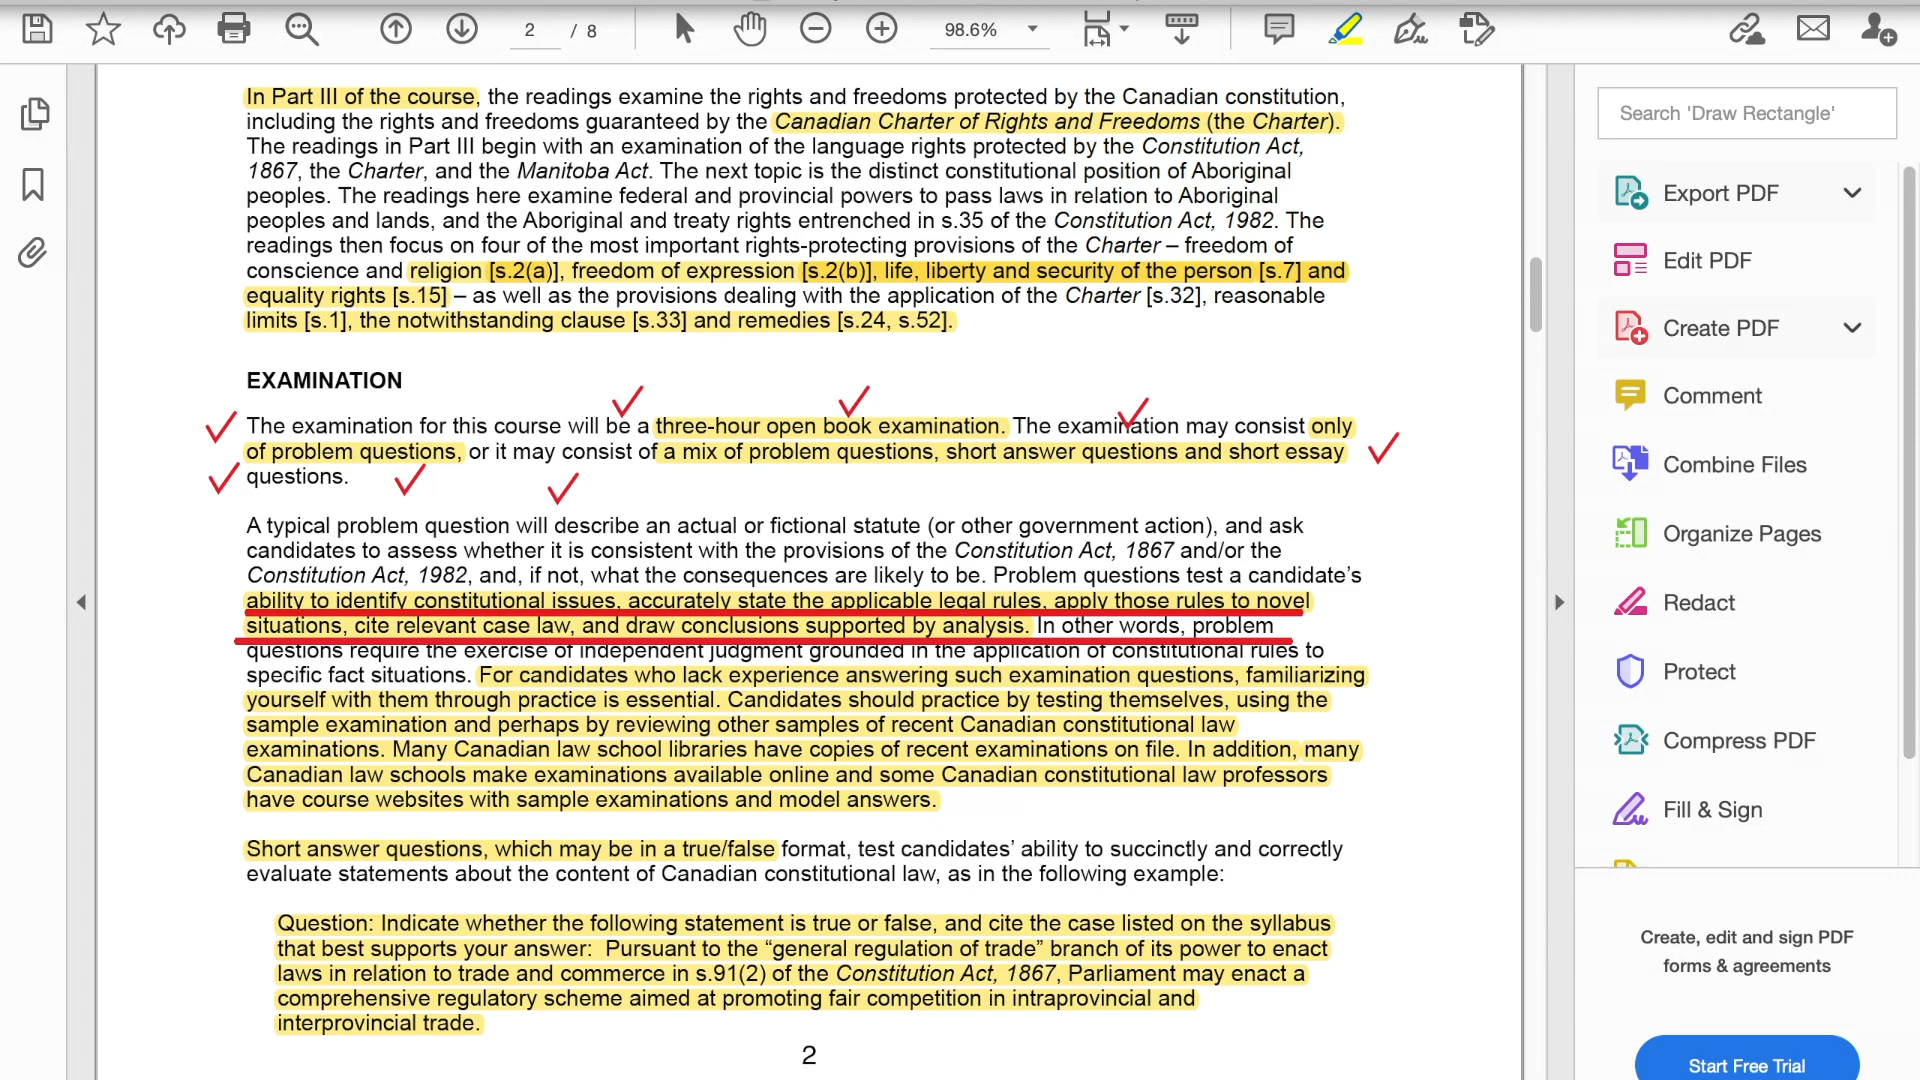 2 / 8
98.6%
In Part III of the course, the readings examine the rights and freedoms protected by the Canadian constitution,
including the rights and freedoms guaranteed by the Canadian Charter of Rights and Freedoms (the Charter).
The readings in Part III begin with an examination of the language rights protected by the Constitution Act,
1867, the Charter, and the Manitoba Act. The next topic is the distinct constitutional position of Aboriginal
peoples. The readings here examine federal and provincial powers to pass laws in relation to Aboriginal
peoples and lands, and the Aboriginal and treaty rights entrenched in s.35 of the Constitution Act, 1982. The
readings then focus on four of the most important rights-protecting provisions of the Charter – freedom of
conscience and religion [s.2(a)], freedom of expression [s.2(b)], life, liberty and security of the person [s.7] and
equality rights [s.15] – as well as the provisions dealing with the application of the Charter [s.32], reasonable
limits [s.1], the notwithstanding clause [s.33] and remedies [s.24, s.52].
EXAMINATION
The examination for this course will be a three-hour open book examination. The examination may consist only
of problem questions, or it may consist of a mix of problem questions, short answer questions and short essay
questions.
A typical problem question will describe an actual or fictional statute (or other government action), and ask
candidates to assess whether it is consistent with the provisions of the Constitution Act, 1867 and/or the
Constitution Act, 1982, and, if not, what the consequences are likely to be. Problem questions test a candidate's
ability to identify constitutional issues, accurately state the applicable legal rules, apply those rules to novel
situations, cite relevant case law, and draw conclusions supported by analysis. In other words, problem
questions require the exercise of independent judgment grounded in the application of constitutional rules to
specific fact situations. For candidates who lack experience answering such examination questions, familiarizing
yourself with them through practice is essential. Candidates should practice by testing themselves, using the
sample examination and perhaps by reviewing other samples of recent Canadian constitutional law
examinations. Many Canadian law school libraries have copies of recent examinations on file. In addition, many
Canadian law schools make examinations available online and some Canadian constitutional law professors
have course websites with sample examinations and model answers.
Short answer questions, which may be in a true/false format, test candidates' ability to succinctly and correctly
evaluate statements about the content of Canadian constitutional law, as in the following example:
Question: Indicate whether the following statement is true or false, and cite the case listed on the syllabus
that best supports your answer: Pursuant to the “general regulation of trade” branch of its power to enact
laws in relation to trade and commerce in s.91(2) of the Constitution Act, 1867, Parliament may enact a
comprehensive regulatory scheme aimed at promoting fair competition in intraprovincial and
interprovincial trade.
2
Search 'Draw Rectangle'
Export PDF
Edit PDF
Create PDF
Comment
Combine Files
Organize Pages
Redact
Protect
Compress PDF
Fill & Sign
Create, edit and sign PDF
forms & agreements
Start Free Trial